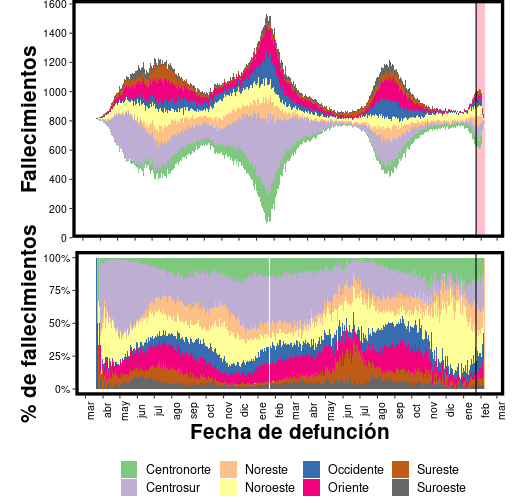 Fallecimientos
1600
1400
1200
1000
800
600
400
200
0
% de fallecimientos
100%
75%
50%
25%
0%
mar abr may jun jul ago sep oct nov dic ene feb mar abr may jun jul ago sep oct nov dic ene feb mar
Fecha de defunción
Centronorte Noreste Occidente Sureste
Centrosur Noroeste Oriente Suroeste